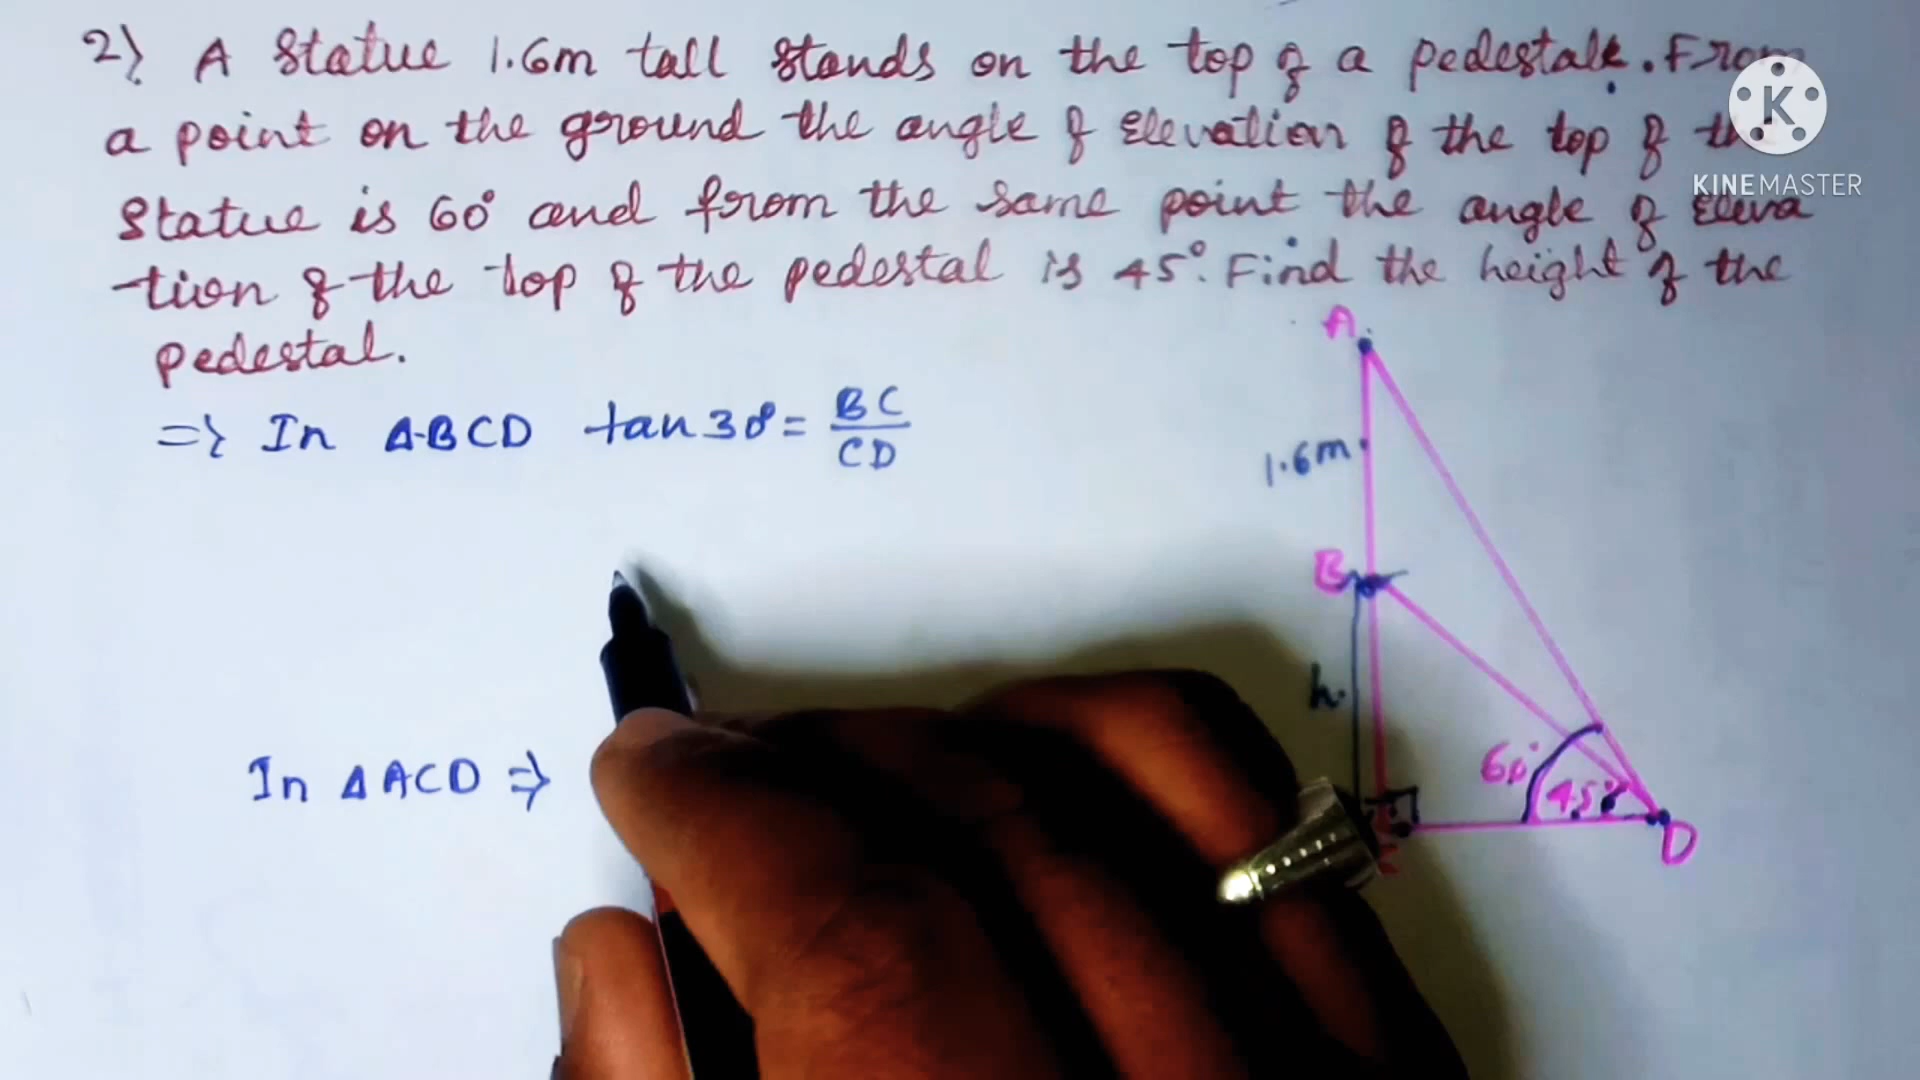 2} A Statue 1.6m tall stands on the top of a pedestale. From
a point on the ground the angle of Elevation of the top of the
Statue is 60° and from the same point the angle of Eleva
-tion of the top of the pedestal is 45°. Find the height of the
pedestal.
=> In ΔBCD tan30° = BC/CD
In ΔACD =>
A
1.6m
B
h
60°
45°
D
K
KINEMASTER